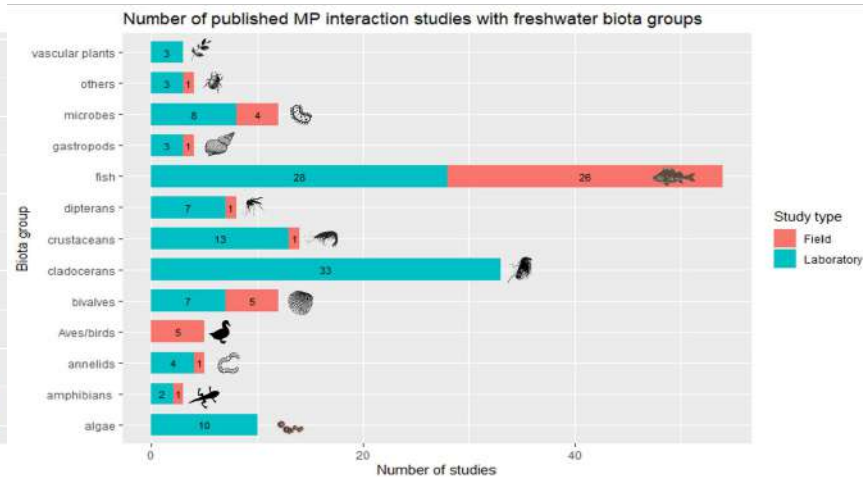 Number of published MP interaction studies with freshwater biota groups
Biota group
vascular plants 3
others 3 1
microbes 8 4
gastropods 3 1
fish 28 26
dipterans 7 1
crustaceans 13 1
cladocerans 33
bivalves 7 5
Aves/birds 5
annelids 4 1
amphibians 2 1
algae 10
0 20 40
Number of studies
Study type
Field
Laboratory